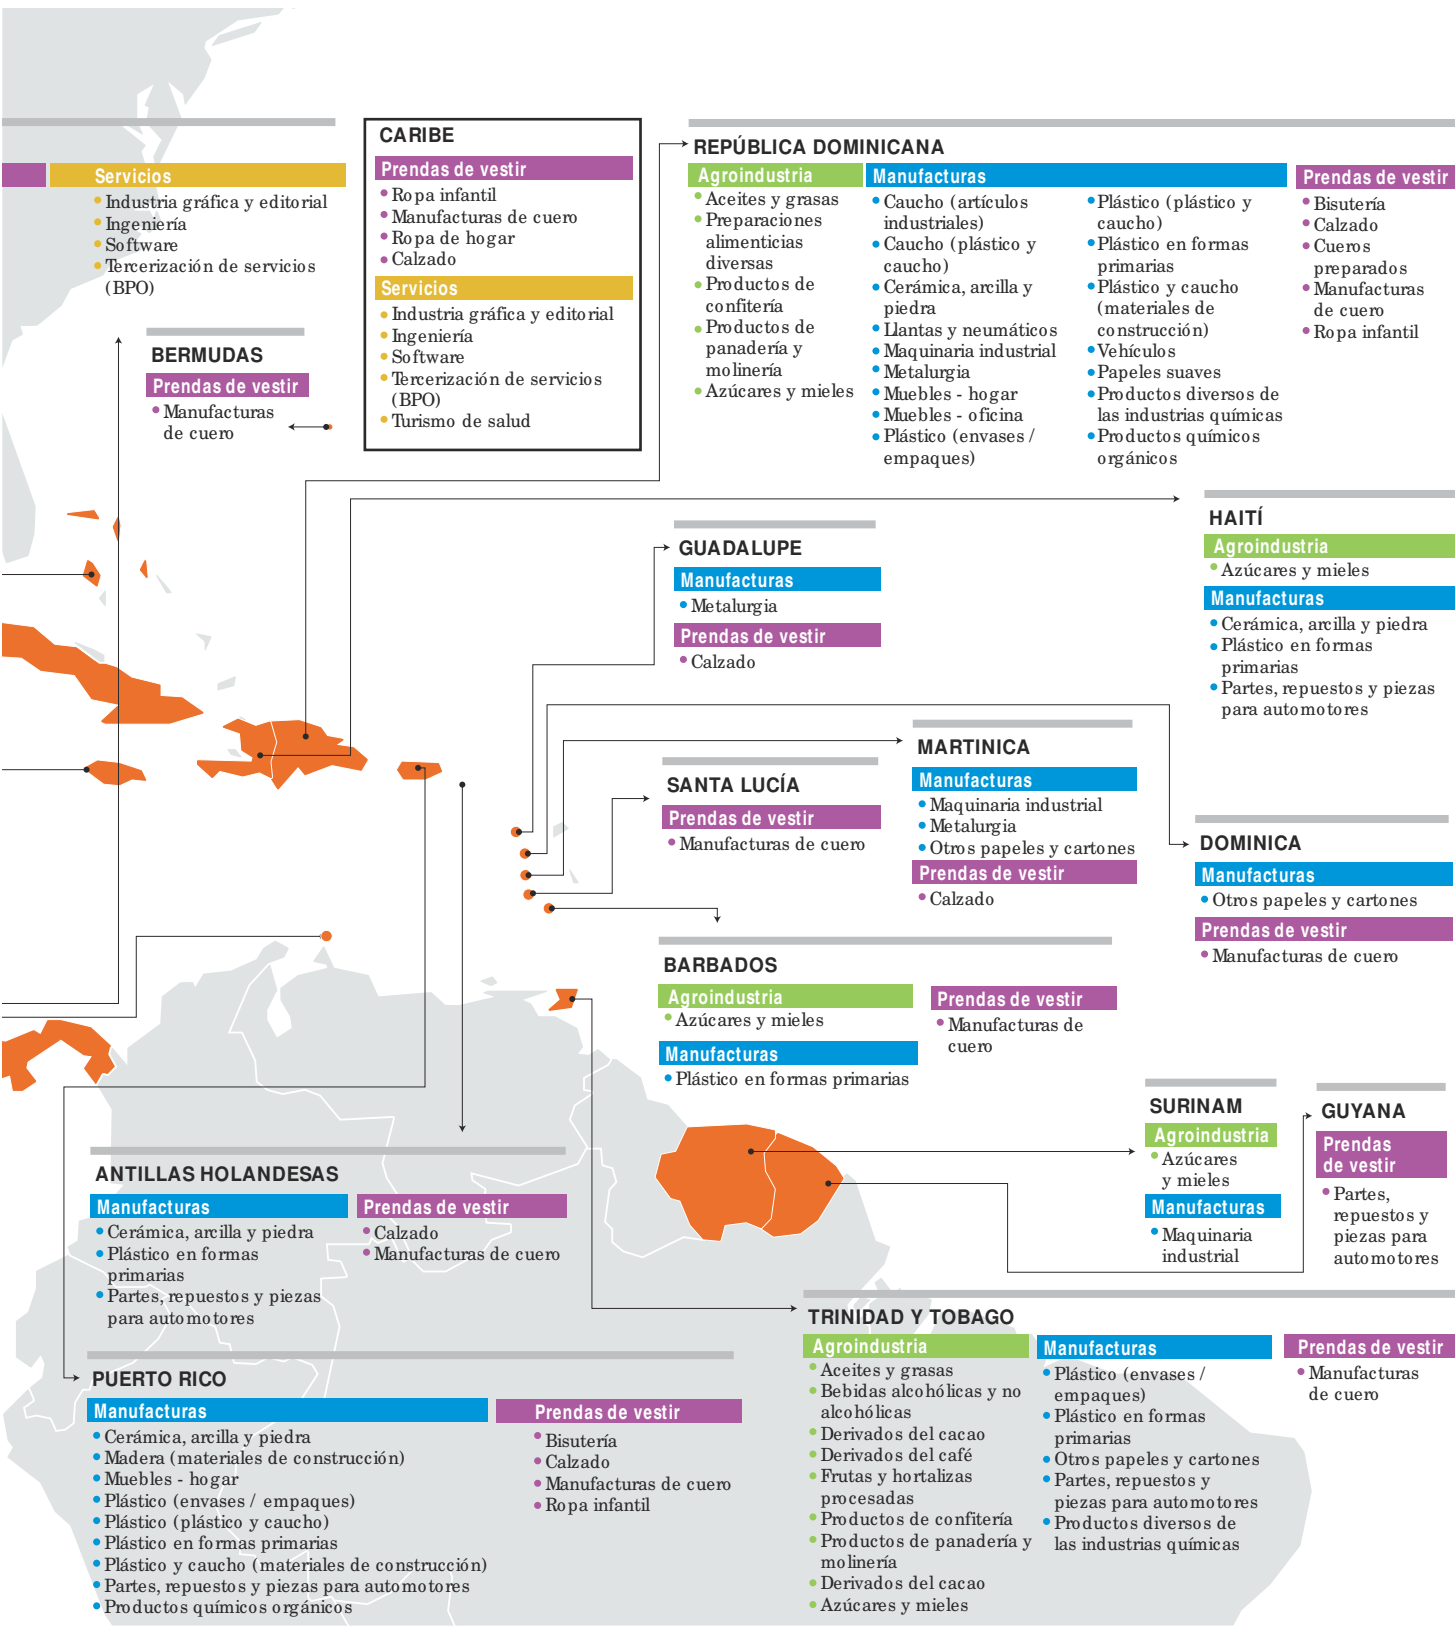 Servicios
Industria gráfica y editorial
Ingeniería
Software
Tercerización de servicios
(BPO)
BERMUDAS
Prendas de vestir
Manufacturas
de cuero
CARIBE
Prendas de vestir
Ropa infantil
Manufacturas de cuero
Ropa de hogar
Calzado
Servicios
Industria gráfica y editorial
Ingeniería
Software
Tercerización de servicios
(BPO)
Turismo de salud
REPÚBLICA DOMINICANA
Agroindustria
Aceites y grasas
Preparaciones
alimenticias
diversas
Productos de
confitería
Productos de
panadería y
molinería
Azúcares y mieles
Manufacturas
Caucho (artículos
industriales)
Caucho (plástico y
caucho)
Cerámica, arcilla y
piedra
Llantas y neumáticos
Maquinaria industrial
Metalurgia
Muebles - hogar
Muebles - oficina
Plástico (envases /
empaques)
Plástico (plástico y
caucho)
Plástico en formas
primarias
Plástico y caucho
(materiales de
construcción)
Vehículos
Papeles suaves
Productos diversos de
las industrias químicas
Productos químicos
orgánicos
Prendas de vestir
Bisutería
Calzado
Cueros
preparados
Manufacturas
de cuero
Ropa infantil
HAITÍ
Agroindustria
Azúcares y mieles
Manufacturas
Cerámica, arcilla y piedra
Plástico en formas
primarias
Partes, repuestos y piezas
para automotores
GUADALUPE
Manufacturas
Metalurgia
Prendas de vestir
Calzado
MARTINICA
Manufacturas
Maquinaria industrial
Metalurgia
Otros papeles y cartones
Prendas de vestir
Calzado
SANTA LUCÍA
Prendas de vestir
Manufacturas de cuero
DOMINICA
Manufacturas
Otros papeles y cartones
Prendas de vestir
Manufacturas de cuero
BARBADOS
Agroindustria
Azúcares y mieles
Manufacturas
Plástico en formas primarias
Prendas de vestir
Manufacturas de
cuero
SURINAM
Agroindustria
Azúcares
y mieles
Manufacturas
Maquinaria
industrial
GUYANA
Prendas
de vestir
Partes,
repuestos y
piezas para
automotores
ANTILLAS HOLANDESAS
Manufacturas
Cerámica, arcilla y piedra
Plástico en formas
primarias
Partes, repuestos y piezas
para automotores
Prendas de vestir
Calzado
Manufacturas de cuero
TRINIDAD Y TOBAGO
Agroindustria
Aceites y grasas
Bebidas alcohólicas y no
alcohólicas
Derivados del cacao
Derivados del café
Frutas y hortalizas
procesadas
Productos de confitería
Productos de panadería y
molinería
Derivados del cacao
Azúcares y mieles
Manufacturas
Plástico (envases /
empaques)
Plástico en formas
primarias
Otros papeles y cartones
Partes, repuestos y
piezas para automotores
Productos diversos de
las industrias químicas
Prendas de vestir
Manufacturas
de cuero
PUERTO RICO
Manufacturas
Cerámica, arcilla y piedra
Madera (materiales de construcción)
Muebles - hogar
Plástico (envases / empaques)
Plástico (plástico y caucho)
Plástico en formas primarias
Plástico y caucho (materiales de construcción)
Partes, repuestos y piezas para automotores
Productos químicos orgánicos
Prendas de vestir
Bisutería
Calzado
Manufacturas de cuero
Ropa infantil